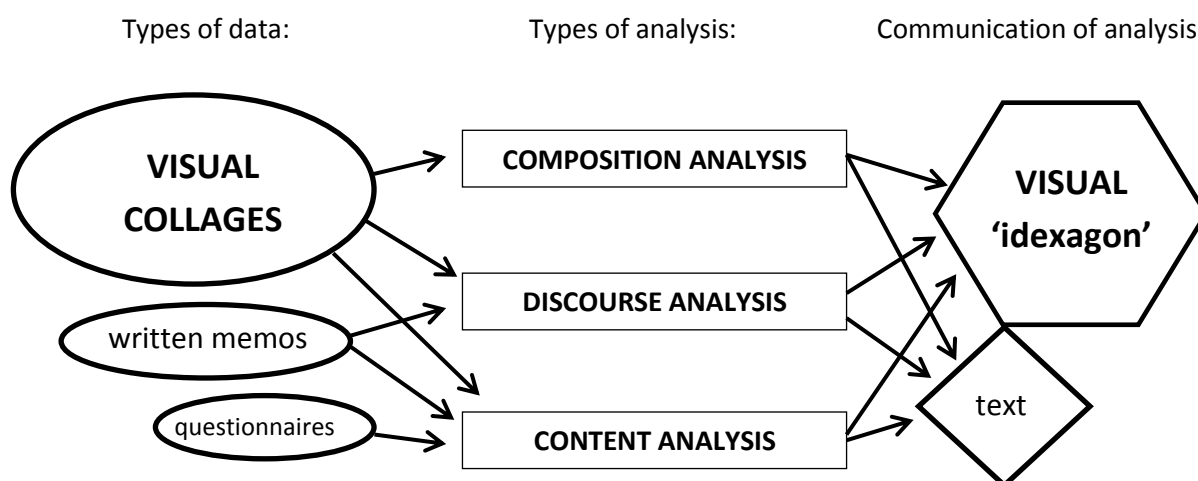 Types of data:
Types of analysis:
Communication of analysis
VISUAL
COLLAGES
written memos
questionnaires
COMPOSITION ANALYSIS
DISCOURSE ANALYSIS
CONTENT ANALYSIS
VISUAL
‘idexagon’
text